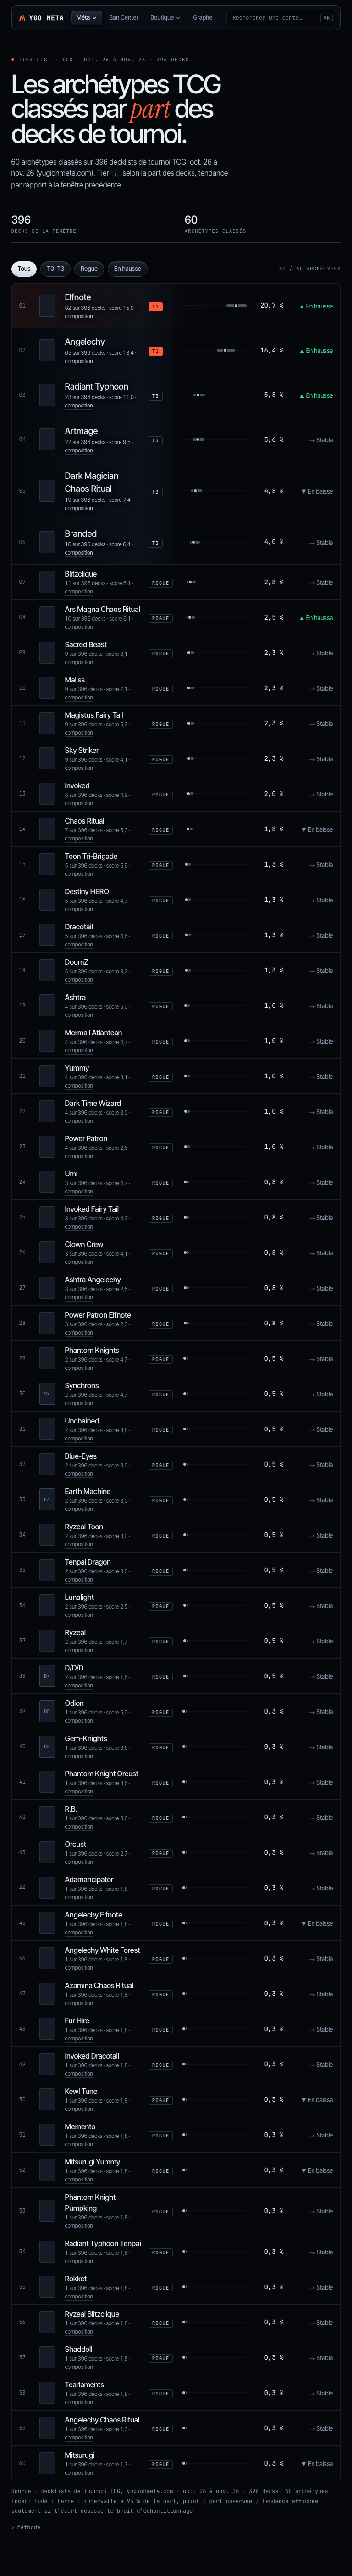 YGO META
Méta
Ban Center
Boutique
Graphe
Rechercher une carte…
TIER LIST · TCG · OCT. 26 À NOV. 26 · 396 DECKS
Les archétypes TCG
classés par part des
decks de tournoi.
60 archétypes classés sur 396 decklists de tournoi TCG, oct. 26 à
nov. 26 (yugiohmeta.com). Tier i selon la part des decks, tendance
par rapport à la fenêtre précédente.
396
DECKS DE LA FENÊTRE
60
ARCHÉTYPES CLASSÉS
Tous
T0–T3
Rogue
En hausse
60 / 60 ARCHÉTYPES
01 Elfnote T1 20,7 % ▲ En hausse
82 sur 396 decks · score 15,0 ·
composition
02 Angelechy T1 16,4 % ▲ En hausse
65 sur 396 decks · score 13,4 ·
composition
03 Radiant Typhoon T3 5,8 % ▲ En hausse
23 sur 396 decks · score 11,0 ·
composition
04 Artmage T3 5,6 % → Stable
22 sur 396 decks · score 9,5 ·
composition
05 Dark Magician
Chaos Ritual T3 4,8 % ▼ En baisse
19 sur 396 decks · score 7,4 ·
composition
06 Branded T3 4,0 % → Stable
16 sur 396 decks · score 6,4 ·
composition
07 Blitzclique ROGUE 2,8 % → Stable
11 sur 396 decks · score 6,1 ·
composition
08 Ars Magna Chaos Ritual ROGUE 2,5 % ▲ En hausse
10 sur 396 decks · score 6,1 ·
composition
09 Sacred Beast ROGUE 2,3 % → Stable
9 sur 396 decks · score 8,1 ·
composition
10 Maliss ROGUE 2,3 % → Stable
9 sur 396 decks · score 7,1 ·
composition
11 Magistus Fairy Tail ROGUE 2,3 % → Stable
9 sur 396 decks · score 5,3 ·
composition
12 Sky Striker ROGUE 2,3 % → Stable
9 sur 396 decks · score 4,1 ·
composition
13 Invoked ROGUE 2,0 % → Stable
8 sur 396 decks · score 4,9 ·
composition
14 Chaos Ritual ROGUE 1,8 % ▼ En baisse
7 sur 396 decks · score 5,3 ·
composition
15 Toon Tri-Brigade ROGUE 1,3 % → Stable
5 sur 396 decks · score 5,9 ·
composition
16 Destiny HERO ROGUE 1,3 % → Stable
5 sur 396 decks · score 4,7 ·
composition
17 Dracotail ROGUE 1,3 % → Stable
5 sur 396 decks · score 4,6 ·
composition
18 DoomZ ROGUE 1,3 % → Stable
5 sur 396 decks · score 3,3 ·
composition
19 Ashtra ROGUE 1,0 % → Stable
4 sur 396 decks · score 5,0 ·
composition
20 Mermail Atlantean ROGUE 1,0 % → Stable
4 sur 396 decks · score 4,7 ·
composition
21 Yummy ROGUE 1,0 % → Stable
4 sur 396 decks · score 3,1 ·
composition
22 Dark Time Wizard ROGUE 1,0 % → Stable
4 sur 396 decks · score 3,0 ·
composition
23 Power Patron ROGUE 1,0 % → Stable
4 sur 396 decks · score 2,6 ·
composition
24 Umi ROGUE 0,8 % → Stable
3 sur 396 decks · score 4,7 ·
composition
25 Invoked Fairy Tail ROGUE 0,8 % → Stable
3 sur 396 decks · score 4,3 ·
composition
26 Clown Crew ROGUE 0,8 % → Stable
3 sur 396 decks · score 4,1 ·
composition
27 Ashtra Angelechy ROGUE 0,8 % → Stable
3 sur 396 decks · score 2,5 ·
composition
28 Power Patron Elfnote ROGUE 0,8 % → Stable
3 sur 396 decks · score 2,3 ·
composition
29 Phantom Knights ROGUE 0,5 % → Stable
2 sur 396 decks · score 4,7 ·
composition
30 SY Synchrons ROGUE 0,5 % → Stable
2 sur 396 decks · score 4,7 ·
composition
31 Unchained ROGUE 0,5 % → Stable
2 sur 396 decks · score 3,8 ·
composition
32 Blue-Eyes ROGUE 0,5 % → Stable
2 sur 396 decks · score 3,0 ·
composition
33 EA Earth Machine ROGUE 0,5 % → Stable
2 sur 396 decks · score 3,0 ·
composition
34 Ryzeal Toon ROGUE 0,5 % → Stable
2 sur 396 decks · score 3,0 ·
composition
35 Tenpai Dragon ROGUE 0,5 % → Stable
2 sur 396 decks · score 3,0 ·
composition
36 Lunalight ROGUE 0,5 % → Stable
2 sur 396 decks · score 2,5 ·
composition
37 Ryzeal ROGUE 0,5 % → Stable
2 sur 396 decks · score 1,7 ·
composition
38 D/ D/D/D ROGUE 0,5 % → Stable
2 sur 396 decks · score 1,6 ·
composition
39 OD Odion ROGUE 0,3 % → Stable
1 sur 396 decks · score 5,0 ·
composition
40 GE Gem-Knights ROGUE 0,3 % → Stable
1 sur 396 decks · score 3,6 ·
composition
41 Phantom Knight Orcust ROGUE 0,3 % → Stable
1 sur 396 decks · score 3,6 ·
composition
42 R.B. ROGUE 0,3 % → Stable
1 sur 396 decks · score 3,6 ·
composition
43 Orcust ROGUE 0,3 % → Stable
1 sur 396 decks · score 2,7 ·
composition
44 Adamancipator ROGUE 0,3 % → Stable
1 sur 396 decks · score 1,8 ·
composition
45 Angelechy Elfnote ROGUE 0,3 % ▼ En baisse
1 sur 396 decks · score 1,8 ·
composition
46 Angelechy White Forest ROGUE 0,3 % → Stable
1 sur 396 decks · score 1,8 ·
composition
47 Azamina Chaos Ritual ROGUE 0,3 % → Stable
1 sur 396 decks · score 1,8 ·
composition
48 Fur Hire ROGUE 0,3 % → Stable
1 sur 396 decks · score 1,8 ·
composition
49 Invoked Dracotail ROGUE 0,3 % → Stable
1 sur 396 decks · score 1,8 ·
composition
50 Kewl Tune ROGUE 0,3 % ▼ En baisse
1 sur 396 decks · score 1,8 ·
composition
51 Memento ROGUE 0,3 % → Stable
1 sur 396 decks · score 1,8 ·
composition
52 Mitsurugi Yummy ROGUE 0,3 % ▼ En baisse
1 sur 396 decks · score 1,8 ·
composition
53 Phantom Knight
Pumpking ROGUE 0,3 % → Stable
1 sur 396 decks · score 1,8 ·
composition
54 Radiant Typhoon Tenpai ROGUE 0,3 % → Stable
1 sur 396 decks · score 1,8 ·
composition
55 Rokket ROGUE 0,3 % → Stable
1 sur 396 decks · score 1,8 ·
composition
56 Ryzeal Blitzclique ROGUE 0,3 % → Stable
1 sur 396 decks · score 1,8 ·
composition
57 Shaddoll ROGUE 0,3 % → Stable
1 sur 396 decks · score 1,8 ·
composition
58 Tearlaments ROGUE 0,3 % → Stable
1 sur 396 decks · score 1,8 ·
composition
59 Angelechy Chaos Ritual ROGUE 0,3 % → Stable
1 sur 396 decks · score 1,3 ·
composition
60 Mitsurugi ROGUE 0,3 % ▼ En baisse
1 sur 396 decks · score 1,3 ·
composition
Source : decklists de tournoi TCG, yugiohmeta.com · oct. 26 à nov. 26 · 396 decks, 60 archétypes
Incertitude : barre : intervalle à 95 % de la part, point : part observée ; tendance affichée
seulement si l'écart dépasse le bruit d'échantillonnage
› Méthode